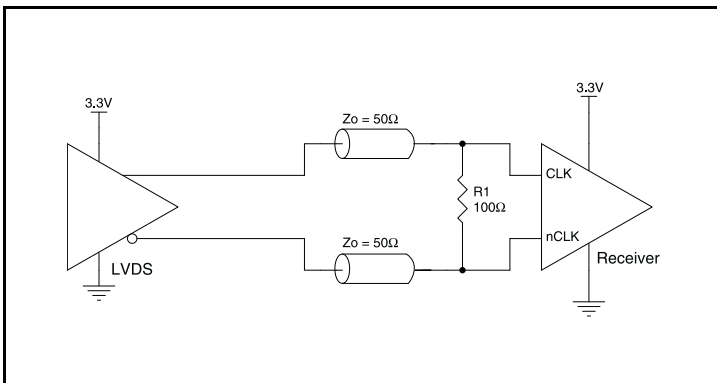 3.3V
3.3V
Zo = 50Ω
CLK
R1
100Ω
nCLK
Zo = 50Ω
LVDS
Receiver